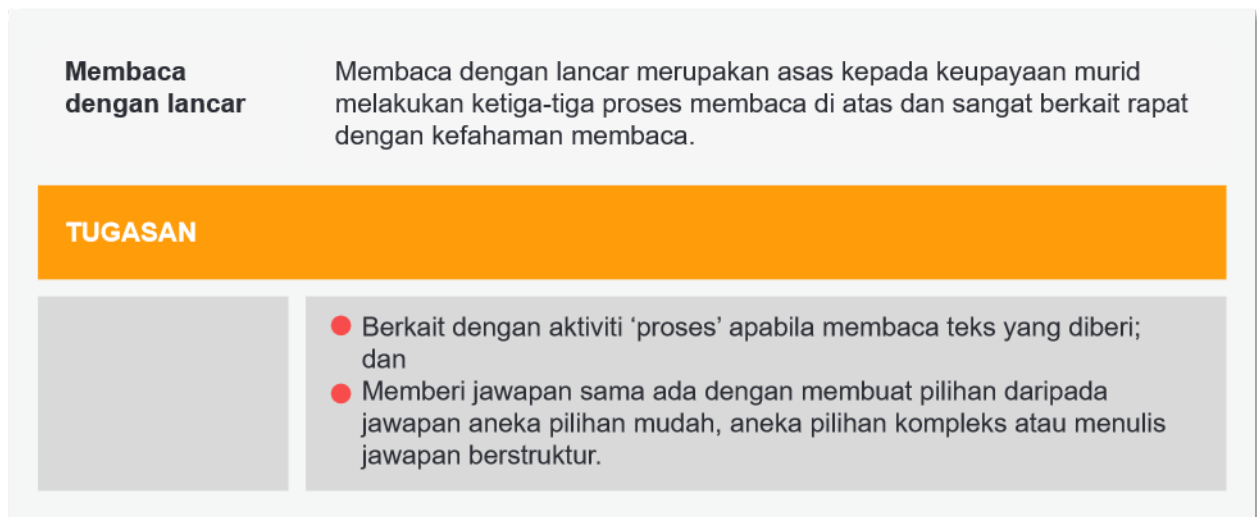 Membaca
dengan lancar
Membaca dengan lancar merupakan asas kepada keupayaan murid
melakukan ketiga-tiga proses membaca di atas dan sangat berkait rapat
dengan kefahaman membaca.
TUGASAN
Berkait dengan aktiviti ‘proses’ apabila membaca teks yang diberi;
dan
Memberi jawapan sama ada dengan membuat pilihan daripada
jawapan aneka pilihan mudah, aneka pilihan kompleks atau menulis
jawapan berstruktur.